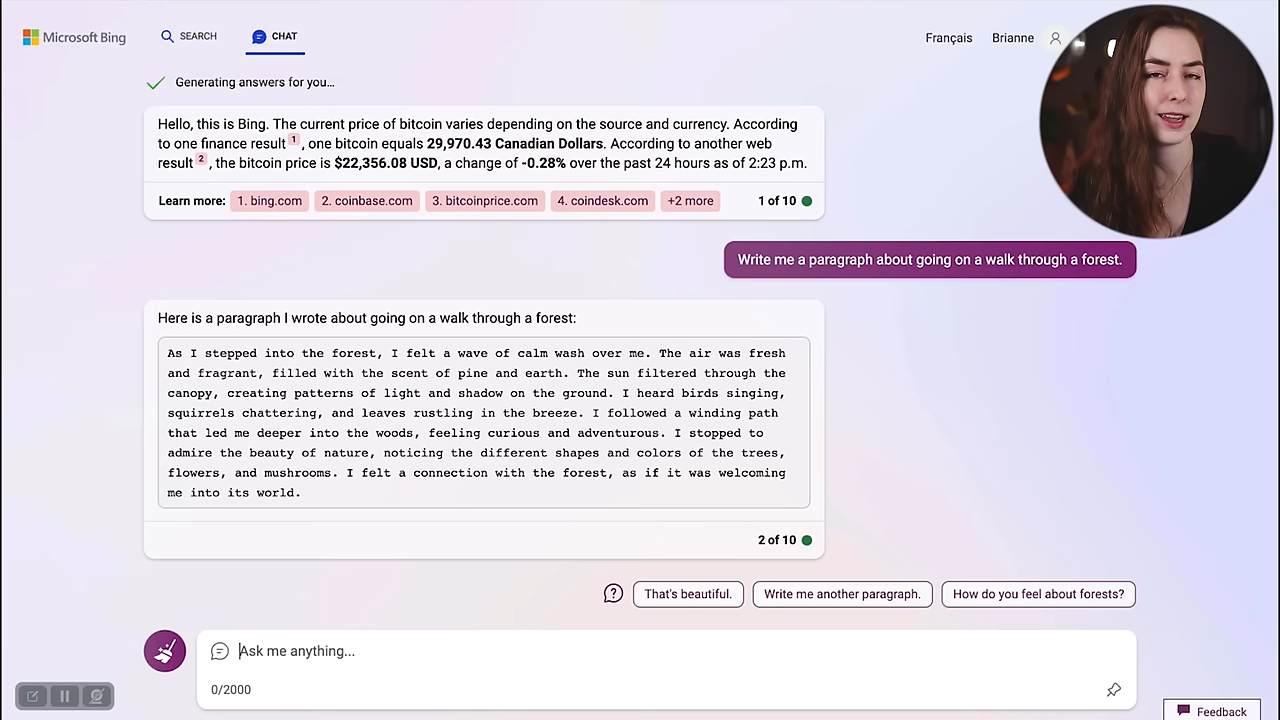 Microsoft Bing
SEARCH
CHAT
Français
Brianne
Generating answers for you…
Hello, this is Bing. The current price of bitcoin varies depending on the source and currency. According
to one finance result 1 , one bitcoin equals 29,970.43 Canadian Dollars. According to another web
result 2 , the bitcoin price is $22,356.08 USD, a change of -0.28% over the past 24 hours as of 2:23 p.m.
Learn more: 1. bing.com 2. coinbase.com 3. bitcoinprice.com 4. coindesk.com +2 more 1 of 10
Write me a paragraph about going on a walk through a forest.
Here is a paragraph I wrote about going on a walk through a forest:
As I stepped into the forest, I felt a wave of calm wash over me. The air was fresh
and fragrant, filled with the scent of pine and earth. The sun filtered through the
canopy, creating patterns of light and shadow on the ground. I heard birds singing,
squirrels chattering, and leaves rustling in the breeze. I followed a winding path
that led me deeper into the woods, feeling curious and adventurous. I stopped to
admire the beauty of nature, noticing the different shapes and colors of the trees,
flowers, and mushrooms. I felt a connection with the forest, as if it was welcoming
me into its world.
2 of 10
That's beautiful.
Write me another paragraph.
How do you feel about forests?
Ask me anything...
0/2000
Feedback